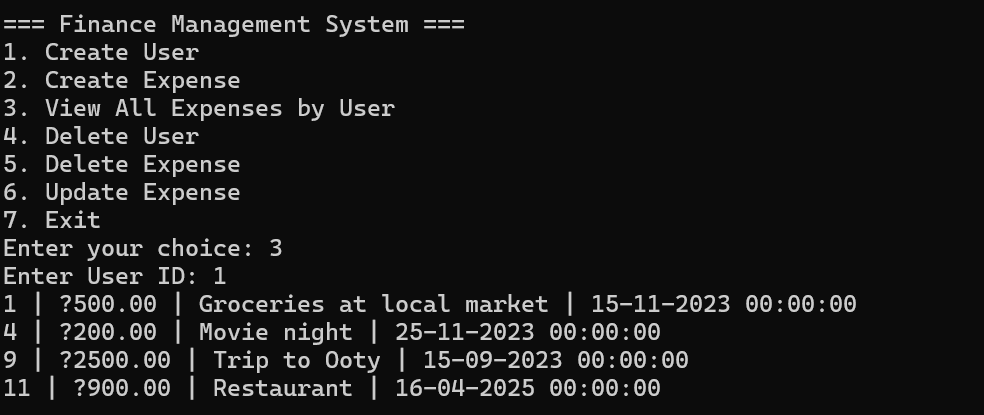 === Finance Management System ===
1. Create User
2. Create Expense
3. View All Expenses by User
4. Delete User
5. Delete Expense
6. Update Expense
7. Exit
Enter your choice: 3
Enter User ID: 1
1 | ?500.00 | Groceries at local market | 15-11-2023 00:00:00
4 | ?200.00 | Movie night | 25-11-2023 00:00:00
9 | ?2500.00 | Trip to Ooty | 15-09-2023 00:00:00
11 | ?900.00 | Restaurant | 16-04-2025 00:00:00